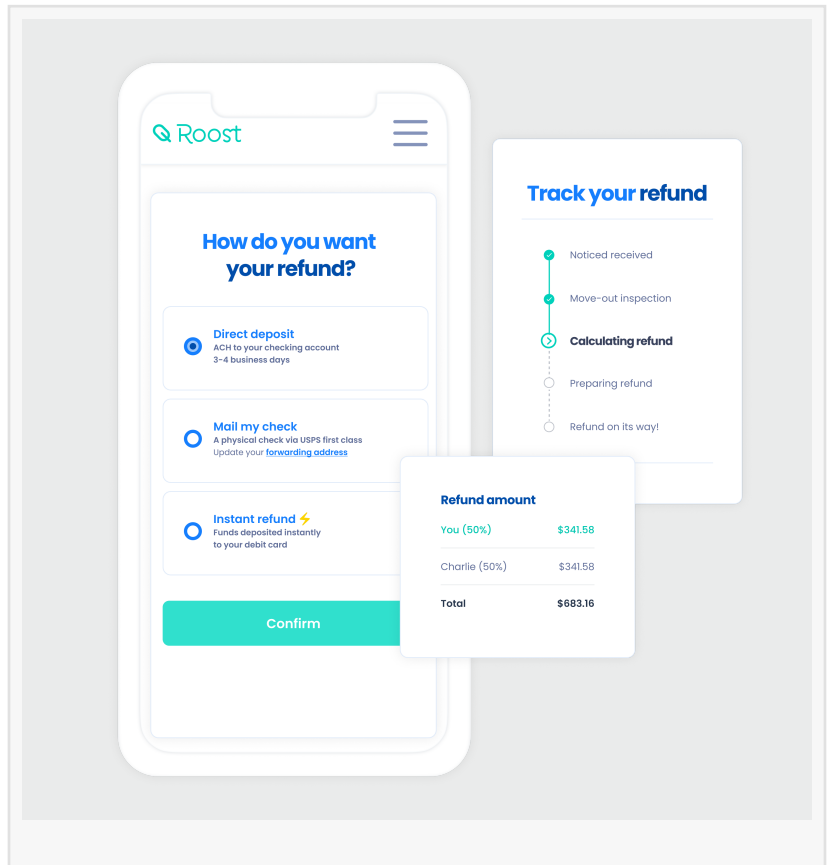 Roost
How do you want
your refund?
Direct deposit
ACH to your checking account
3-4 business days
Mail my check
A physical check via USPS first class
Update your forwarding address
Instant refund ⚡
Funds deposited instantly
to your debit card
Confirm
Track your refund
Noticed received
Move-out inspection
Calculating refund
Preparing refund
Refund on its way!
Refund amount
You (50%) $341.58
Charlie (50%) $341.58
Total $683.16